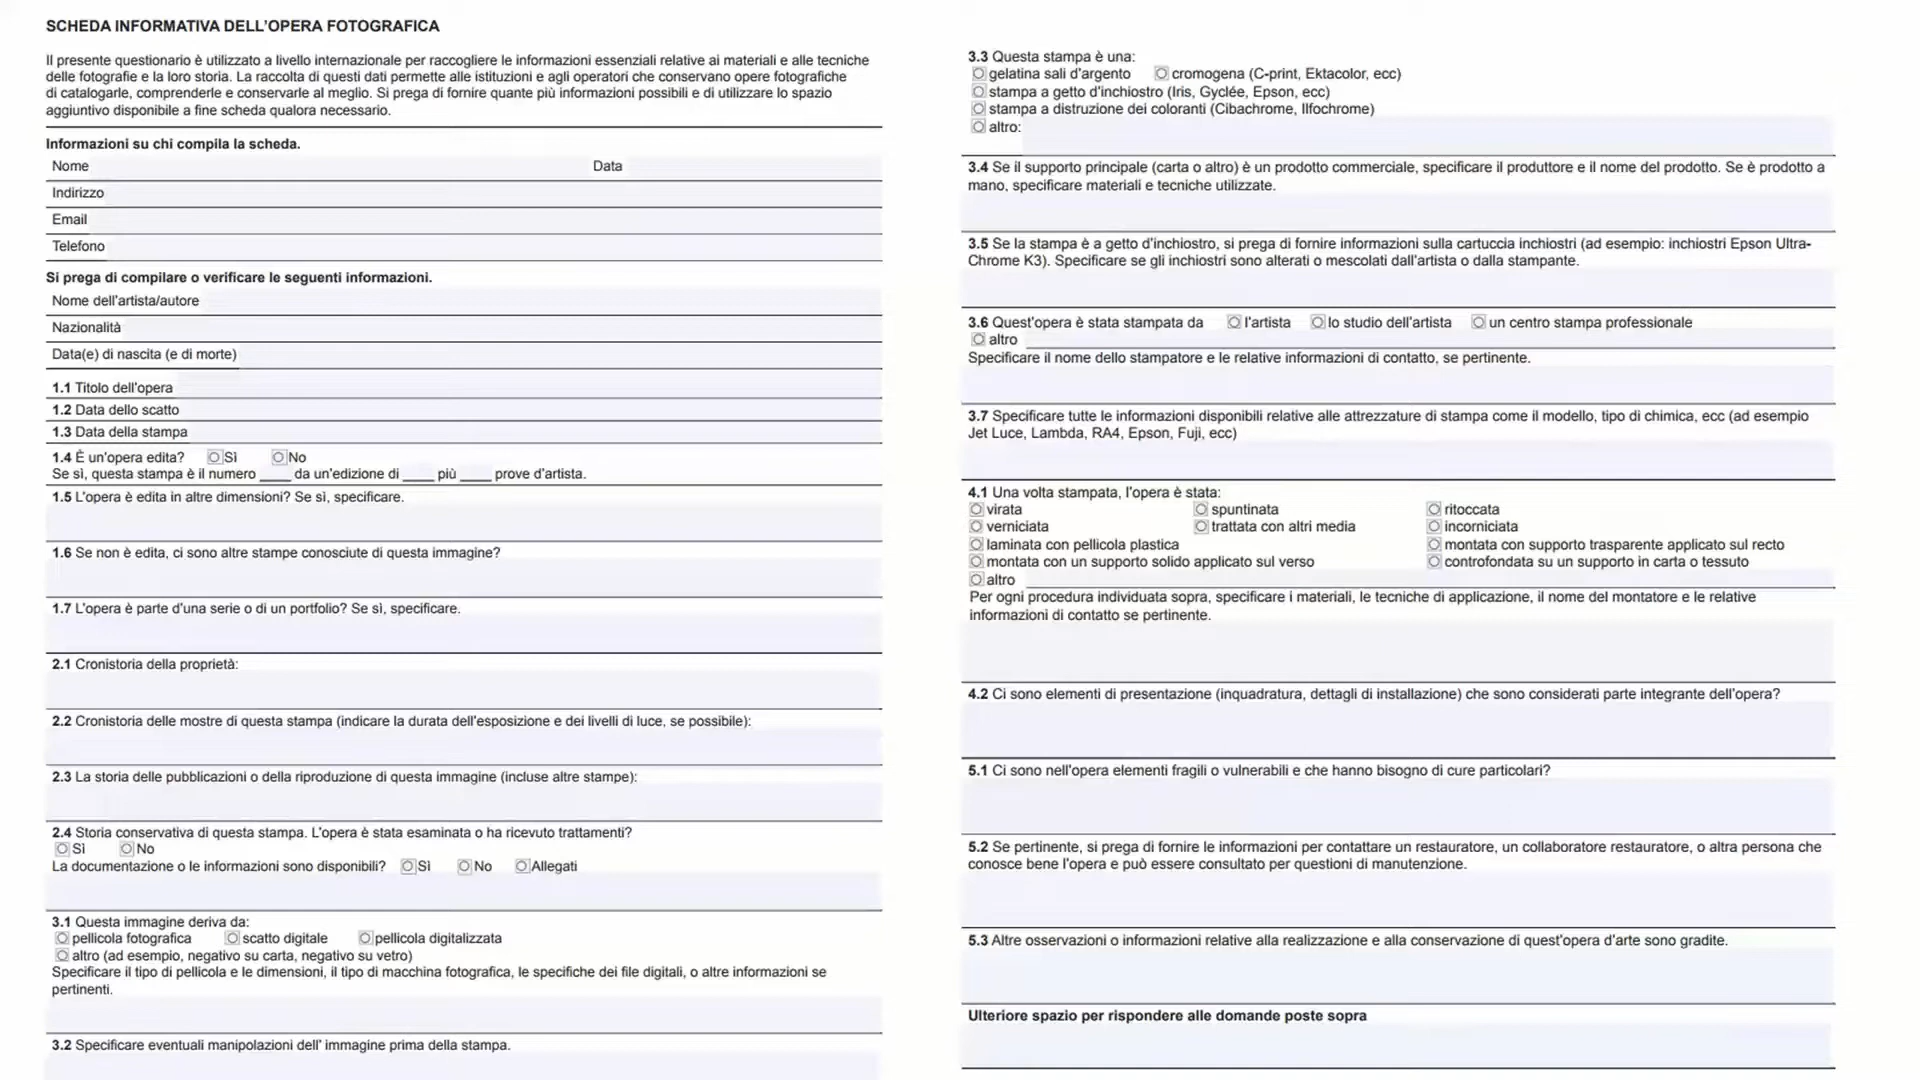 SCHEDA INFORMATIVA DELL'OPERA FOTOGRAFICA
Il presente questionario è utilizzato a livello internazionale per raccogliere le informazioni essenziali relative ai materiali e alle tecniche
delle fotografie e la loro storia. La raccolta di questi dati permette alle istituzioni e agli operatori che conservano opere fotografiche
di catalogarle, comprenderle e conservarle al meglio. Si prega di fornire quante più informazioni possibili e di utilizzare lo spazio
aggiuntivo disponibile a fine scheda qualora necessario.
Informazioni su chi compila la scheda.
Nome Data
Indirizzo
Email
Telefono
Si prega di compilare o verificare le seguenti informazioni.
Nome dell'artista/autore
Nazionalità
Data(e) di nascita (e di morte)
1.1 Titolo dell'opera
1.2 Data dello scatto
1.3 Data della stampa
1.4 È un'opera edita? Sì No
Se sì, questa stampa è il numero ____ da un'edizione di ____ più ____ prove d'artista.
1.5 L'opera è edita in altre dimensioni? Se sì, specificare.
1.6 Se non è edita, ci sono altre stampe conosciute di questa immagine?
1.7 L'opera è parte d'una serie o di un portfolio? Se sì, specificare.
2.1 Cronistoria della proprietà:
2.2 Cronistoria delle mostre di questa stampa (indicare la durata dell'esposizione e dei livelli di luce, se possibile):
2.3 La storia delle pubblicazioni o della riproduzione di questa immagine (incluse altre stampe):
2.4 Storia conservativa di questa stampa. L'opera è stata esaminata o ha ricevuto trattamenti?
Sì No
La documentazione o le informazioni sono disponibili? Sì No Allegati
3.1 Questa immagine deriva da:
pellicola fotografica scatto digitale pellicola digitalizzata
altro (ad esempio, negativo su carta, negativo su vetro)
Specificare il tipo di pellicola e le dimensioni, il tipo di macchina fotografica, le specifiche dei file digitali, o altre informazioni se
pertinenti.
3.2 Specificare eventuali manipolazioni dell' immagine prima della stampa.
3.3 Questa stampa è una:
gelatina sali d'argento cromogena (C-print, Ektacolor, ecc)
stampa a getto d'inchiostro (Iris, Gyclée, Epson, ecc)
stampa a distruzione dei coloranti (Cibachrome, Ilfochrome)
altro:
3.4 Se il supporto principale (carta o altro) è un prodotto commerciale, specificare il produttore e il nome del prodotto. Se è prodotto a
mano, specificare materiali e tecniche utilizzate.
3.5 Se la stampa è a getto d'inchiostro, si prega di fornire informazioni sulla cartuccia inchiostri (ad esempio: inchiostri Epson Ultra-
Chrome K3). Specificare se gli inchiostri sono alterati o mescolati dall'artista o dalla stampante.
3.6 Quest'opera è stata stampata da l'artista lo studio dell'artista un centro stampa professionale
altro
Specificare il nome dello stampatore e le relative informazioni di contatto, se pertinente.
3.7 Specificare tutte le informazioni disponibili relative alle attrezzature di stampa come il modello, tipo di chimica, ecc (ad esempio
Jet Luce, Lambda, RA4, Epson, Fuji, ecc)
4.1 Una volta stampata, l'opera è stata:
virata spuntinata ritoccata
verniciata trattata con altri media incorniciata
laminata con pellicola plastica montata con supporto trasparente applicato sul recto
montata con un supporto solido applicato sul verso controfondata su un supporto in carta o tessuto
altro
Per ogni procedura individuata sopra, specificare i materiali, le tecniche di applicazione, il nome del montatore e le relative
informazioni di contatto se pertinente.
4.2 Ci sono elementi di presentazione (inquadratura, dettagli di installazione) che sono considerati parte integrante dell'opera?
5.1 Ci sono nell'opera elementi fragili o vulnerabili e che hanno bisogno di cure particolari?
5.2 Se pertinente, si prega di fornire le informazioni per contattare un restauratore, un collaboratore restauratore, o altra persona che
conosce bene l'opera e può essere consultato per questioni di manutenzione.
5.3 Altre osservazioni o informazioni relative alla realizzazione e alla conservazione di quest'opera d'arte sono gradite.
Ulteriore spazio per rispondere alle domande poste sopra